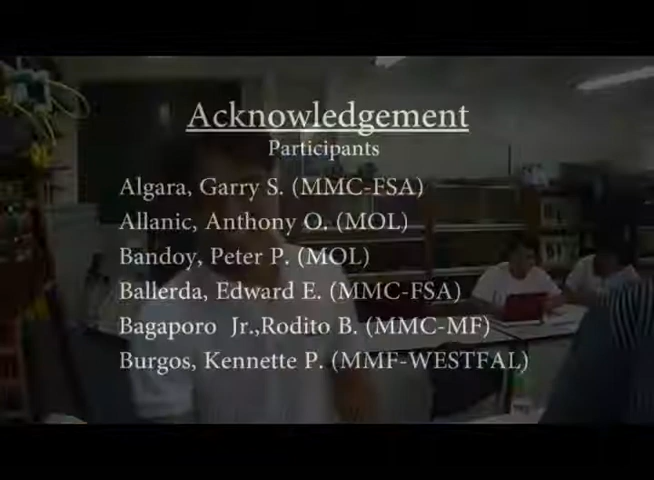 Acknowledgement
Participants
Algara, Garry S. (MMC-FSA)
Allanic, Anthony O. (MOL)
Bandoy, Peter P. (MOL)
Ballerda, Edward E. (MMC-FSA)
Bagaporo  Jr.,Rodito B. (MMC-MF)
Burgos, Kennette P. (MMF-WESTFAL)